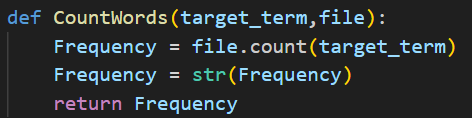 def CountWords(target_term,file):
    Frequency = file.count(target_term)
    Frequency = str(Frequency)
    return Frequency